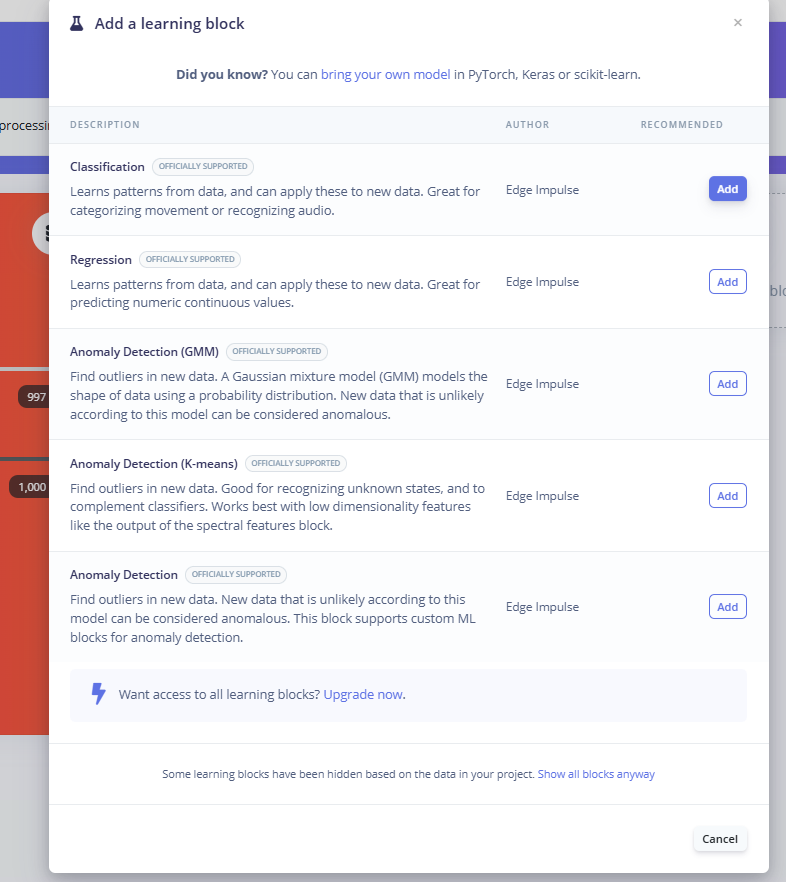 Add a learning block
×
Did you know? You can bring your own model in PyTorch, Keras or scikit-learn.
DESCRIPTION AUTHOR RECOMMENDED
Classification OFFICIALLY SUPPORTED
Learns patterns from data, and can apply these to new data. Great for
categorizing movement or recognizing audio.
Edge Impulse
Add
Regression OFFICIALLY SUPPORTED
Learns patterns from data, and can apply these to new data. Great for
predicting numeric continuous values.
Edge Impulse
Add
Anomaly Detection (GMM) OFFICIALLY SUPPORTED
Find outliers in new data. A Gaussian mixture model (GMM) models the
shape of data using a probability distribution. New data that is unlikely
according to this model can be considered anomalous.
Edge Impulse
Add
Anomaly Detection (K-means) OFFICIALLY SUPPORTED
Find outliers in new data. Good for recognizing unknown states, and to
complement classifiers. Works best with low dimensionality features
like the output of the spectral features block.
Edge Impulse
Add
Anomaly Detection OFFICIALLY SUPPORTED
Find outliers in new data. New data that is unlikely according to this
model can be considered anomalous. This block supports custom ML
blocks for anomaly detection.
Edge Impulse
Add
Want access to all learning blocks? Upgrade now.
Some learning blocks have been hidden based on the data in your project. Show all blocks anyway
Cancel
997
1,000